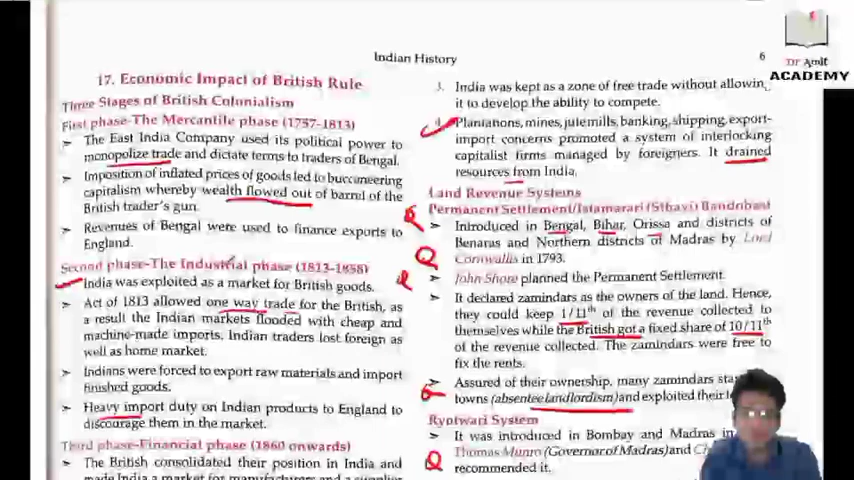 Indian History
6
Dr Amit
ACADEMY
17. Economic Impact of British Rule
Three Stages of British Colonialism
First phase-The Mercantile phase (1757-1813)
➤ The East India Company used its political power to
monopolize trade and dictate terms to traders of Bengal.
➤ Imposition of inflated prices of goods led to buccaneering
capitalism whereby wealth flowed out of barrel of the
British trader's gun.
➤ Revenues of Bengal were used to finance exports to
England.
Second phase-The Industrial phase (1813-1858)
India was exploited as a market for British goods.
➤ Act of 1813 allowed one way trade for the British, as
a result the Indian markets flooded with cheap and
machine-made imports. Indian traders lost foreign as
well as home market.
➤ Indians were forced to export raw materials and import
finished goods.
➤ Heavy import duty on Indian products to England to
discourage them in the market.
Third phase-Financial phase (1860 onwards)
➤ The British consolidated their position in India and
made India a market for manufacturers and a supplier
3. India was kept as a zone of free trade without allowin
it to develop the ability to compete.
4. Plantations, mines, jute mills, banking, shipping, export-
import concerns promoted a system of interlocking
capitalist firms managed by foreigners. It drained
resources from India.
Land Revenue Systems
Permanent Settlement/Istamarari (Sthayi) Bandobast
➤ Introduced in Bengal, Bihar, Orissa and districts of
Benaras and Northern districts of Madras by Lord
Cornwallis in 1793.
John Shore planned the Permanent Settlement.
➤ It declared zamindars as the owners of the land. Hence,
they could keep 1/11th of the revenue collected to
themselves while the British got a fixed share of 10/11th
of the revenue collected. The zamindars were free to
fix the rents.
➤ Assured of their ownership, many zamindars sta
towns (absentee landlordism) and exploited their
Ryotwari System
➤ It was introduced in Bombay and Madras in
Thomas Munro (Governor of Madras) and
recommended it.